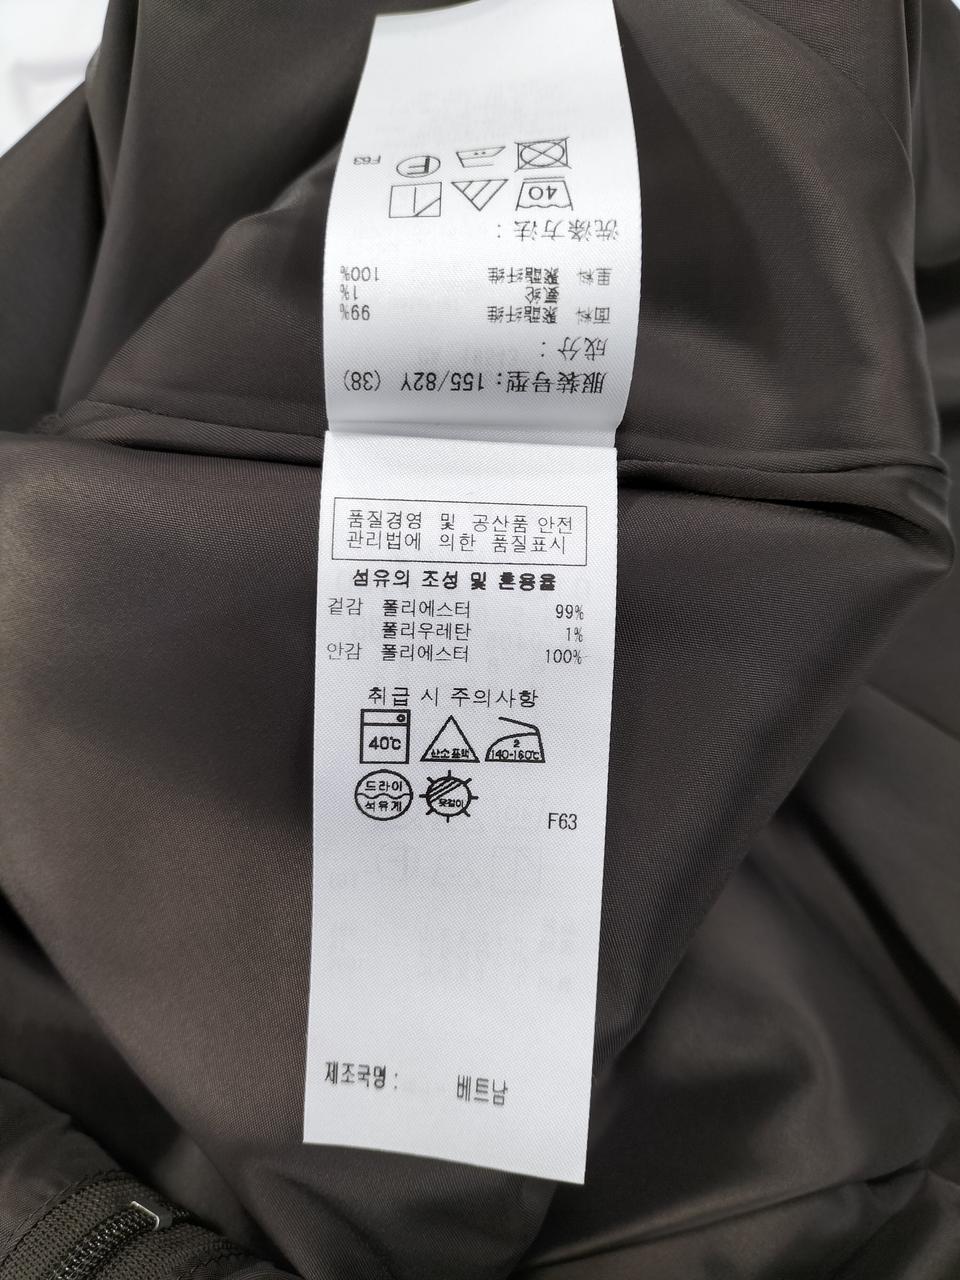 服装号型：155/82Y (38)
成分：
面料 聚酯纤维 99%
氨纶 1%
里料 聚酯纤维 100%
洗涤方法：
40
F F63
품질경영 및 공산품 안전
관리법에 의한 품질표시
섬유의 조성 및 혼용율
겉감 폴리에스터 99%
폴리우레탄 1%
안감 폴리에스터 100%
취급 시 주의사항
40℃ 산소표백 2 140-160℃
드라이 석유계 옷걸이
F63
제조국명 : 베트남